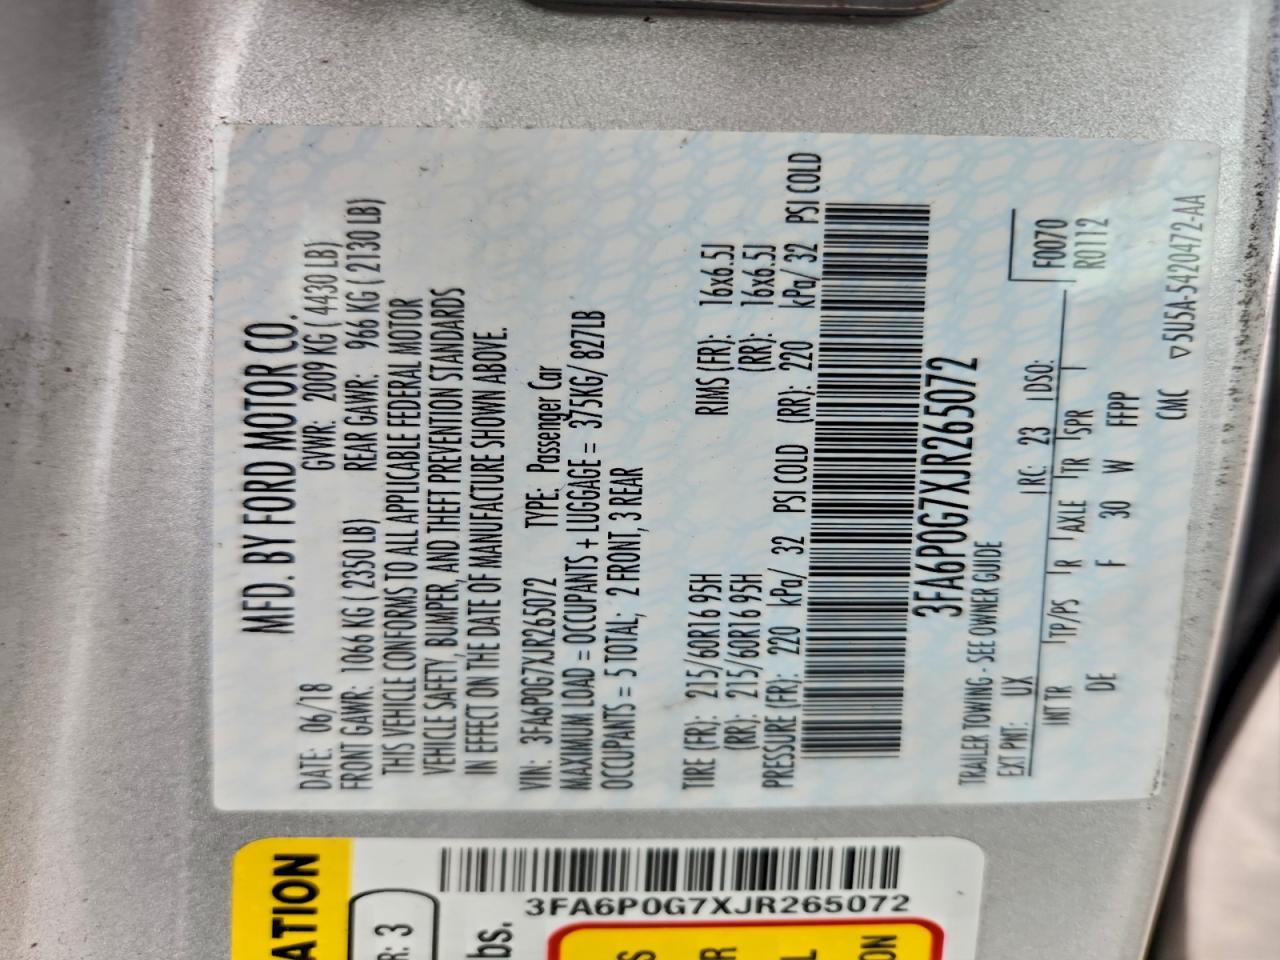 MFD. BY FORD MOTOR CO.
DATE: 06/18 GVWR: 2009 KG ( 4430 LB)
FRONT GAWR: 1066 KG ( 2350 LB) REAR GAWR: 966 KG ( 2130 LB)
THIS VEHICLE CONFORMS TO ALL APPLICABLE FEDERAL MOTOR
VEHICLE SAFETY, BUMPER, AND THEFT PREVENTION STANDARDS
IN EFFECT ON THE DATE OF MANUFACTURE SHOWN ABOVE.
VIN: 3FA6P0G7XJR265072 TYPE: Passenger Car
MAXIMUM LOAD = OCCUPANTS + LUGGAGE = 375KG/ 827LB
OCCUPANTS = 5 TOTAL; 2 FRONT, 3 REAR
TIRE (FR): 215/60R16 95H RIMS (FR): 16x6.5J
(RR): 215/60R16 95H (RR): 16x6.5J
PRESSURE (FR): 220 kPa/ 32 PSI COLD (RR): 220 kPa/ 32 PSI COLD
3FA6P0G7XJR265072
TRAILER TOWING - SEE OWNER GUIDE
EXT PNT: UX RC: 23 DSO: F0070
INT TR TP/PS R AXLE TR SPR R0112
DE F 30 W FFPP
CMC ▽5U5A-5420472-AA
ATION
R: 3
3FA6P0G7XJR265072
bs.
S
R
L
ON